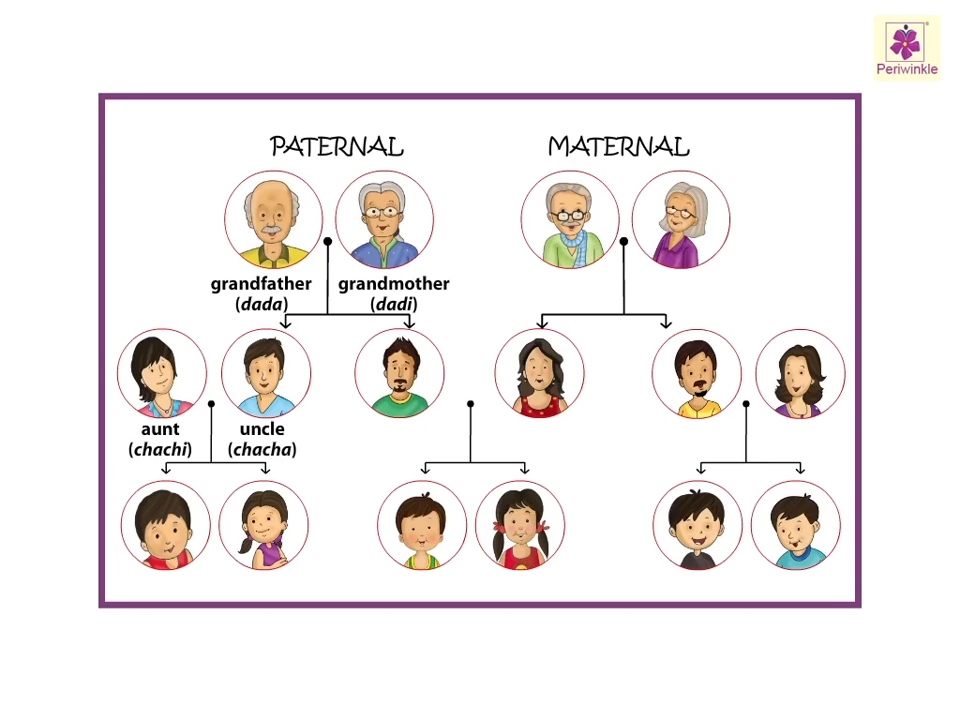 Periwinkle
PATERNAL
MATERNAL
grandfather
(dada)
grandmother
(dadi)
aunt
(chachi)
uncle
(chacha)